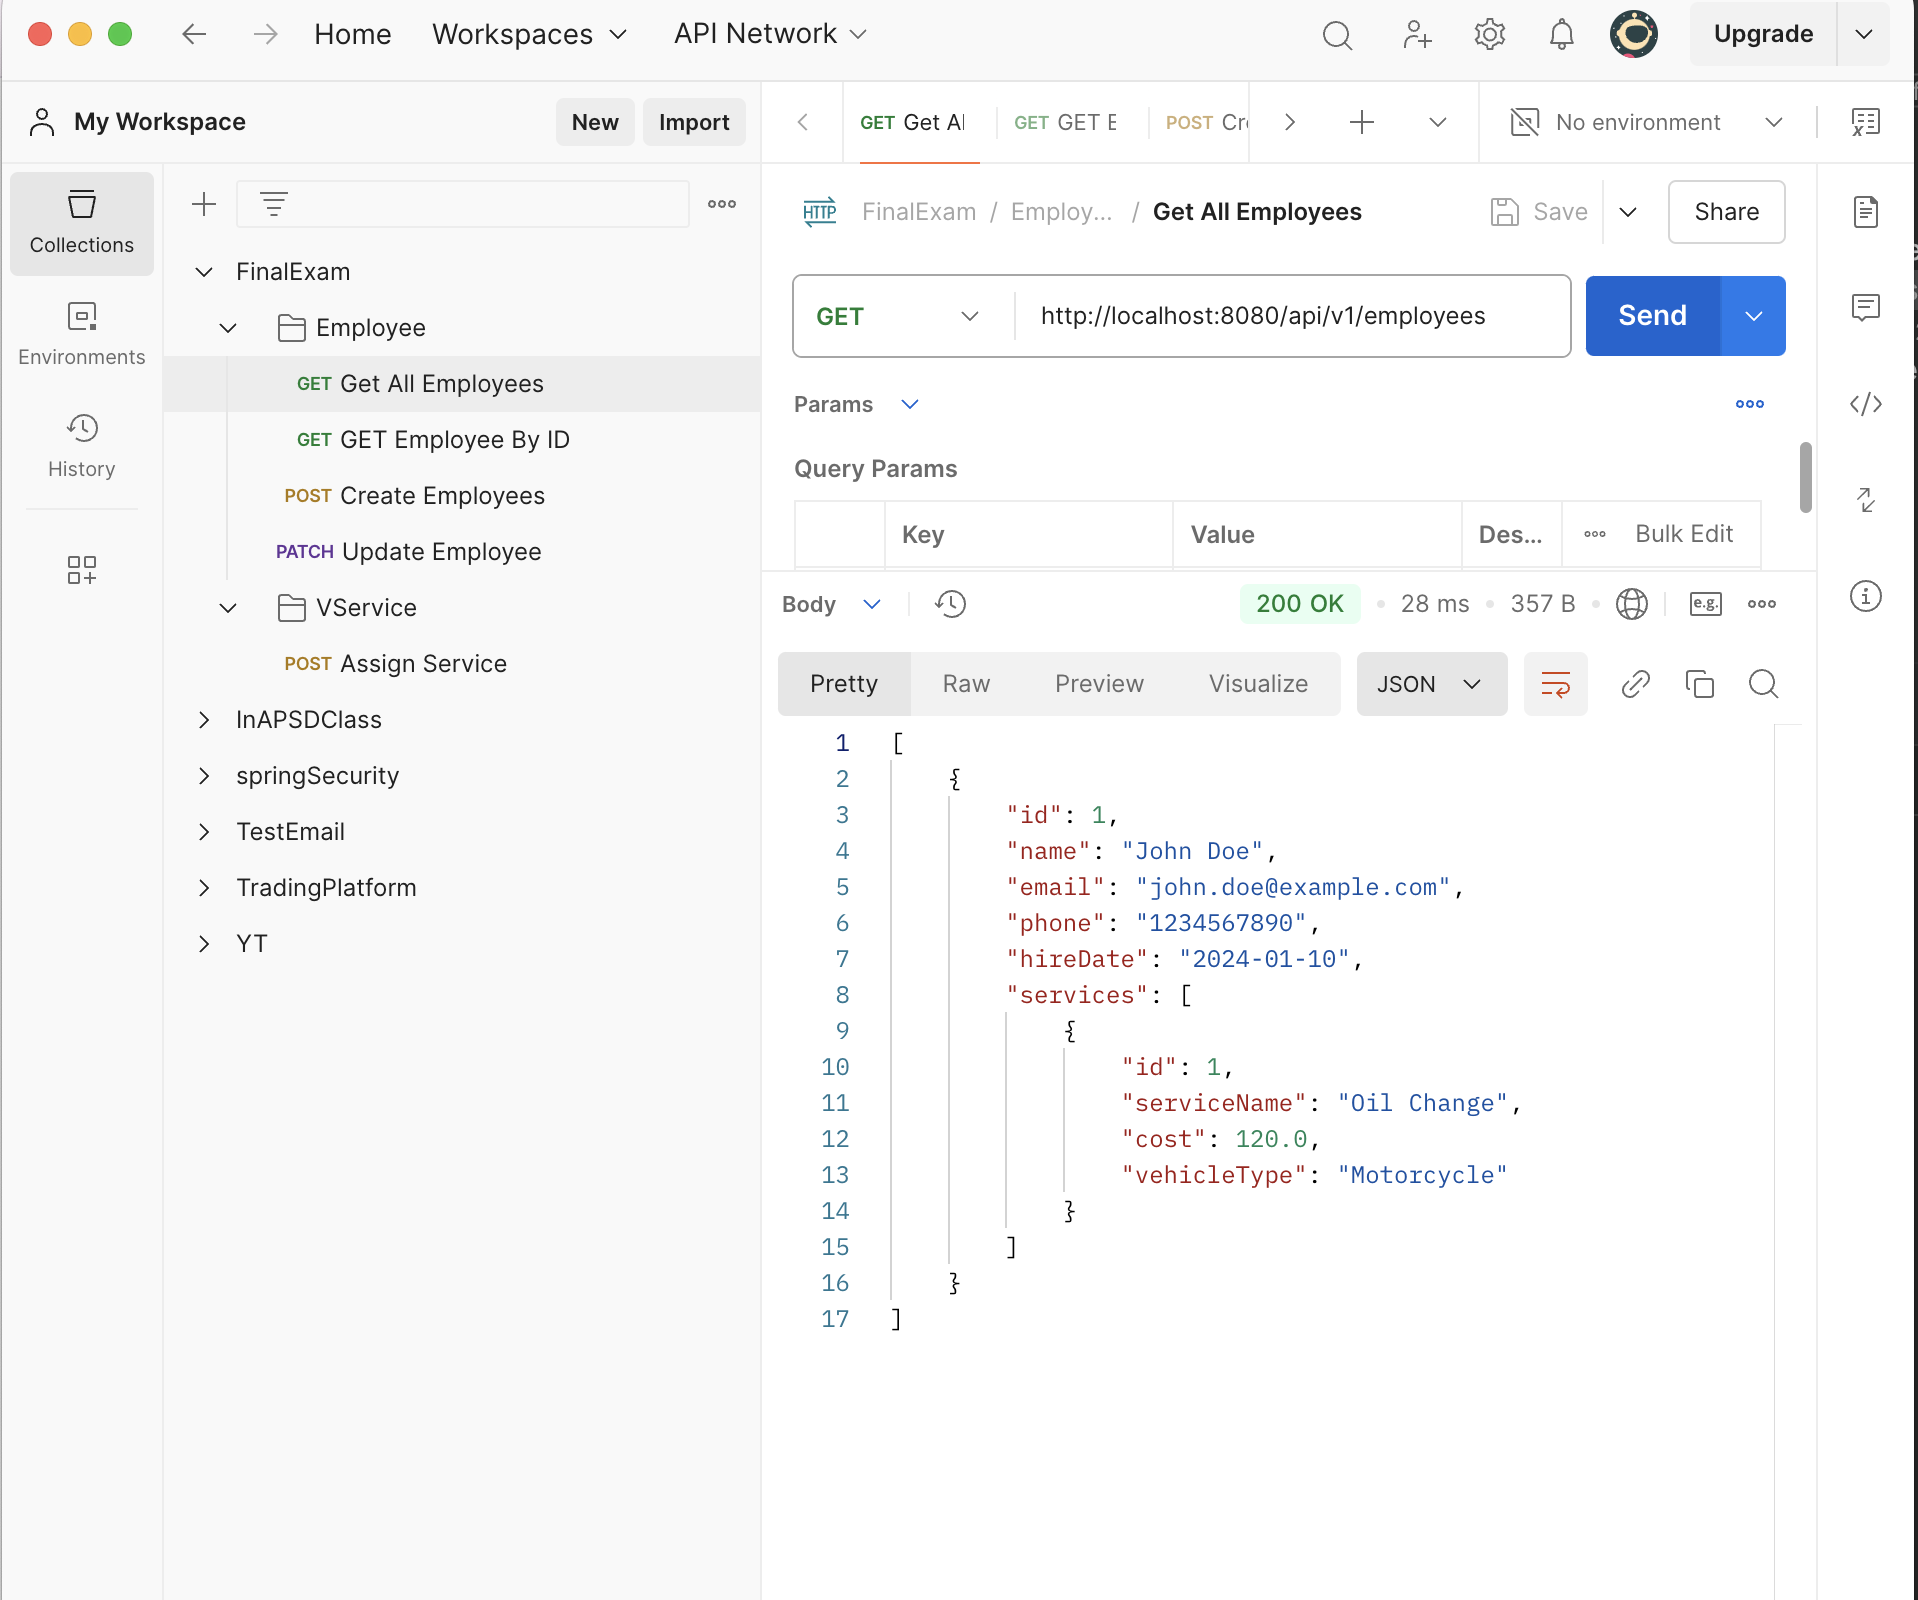 Home Workspaces API Network Upgrade
My Workspace New Import
GET Get Al GET GET E POST Cre No environment
Collections
Environments
History
FinalExam
Employee
GET Get All Employees
GET GET Employee By ID
POST Create Employees
PATCH Update Employee
VService
POST Assign Service
InAPSDClass
springSecurity
TestEmail
TradingPlatform
YT
HTTP FinalExam / Employ... / Get All Employees Save Share
GET http://localhost:8080/api/v1/employees Send
Params
Query Params
Key Value Des... Bulk Edit
Body 200 OK 28 ms 357 B e.g.
Pretty Raw Preview Visualize JSON
1 [
2 {
3 "id": 1,
4 "name": "John Doe",
5 "email": "john.doe@example.com",
6 "phone": "1234567890",
7 "hireDate": "2024-01-10",
8 "services": [
9 {
10 "id": 1,
11 "serviceName": "Oil Change",
12 "cost": 120.0,
13 "vehicleType": "Motorcycle"
14 }
15 ]
16 }
17 ]